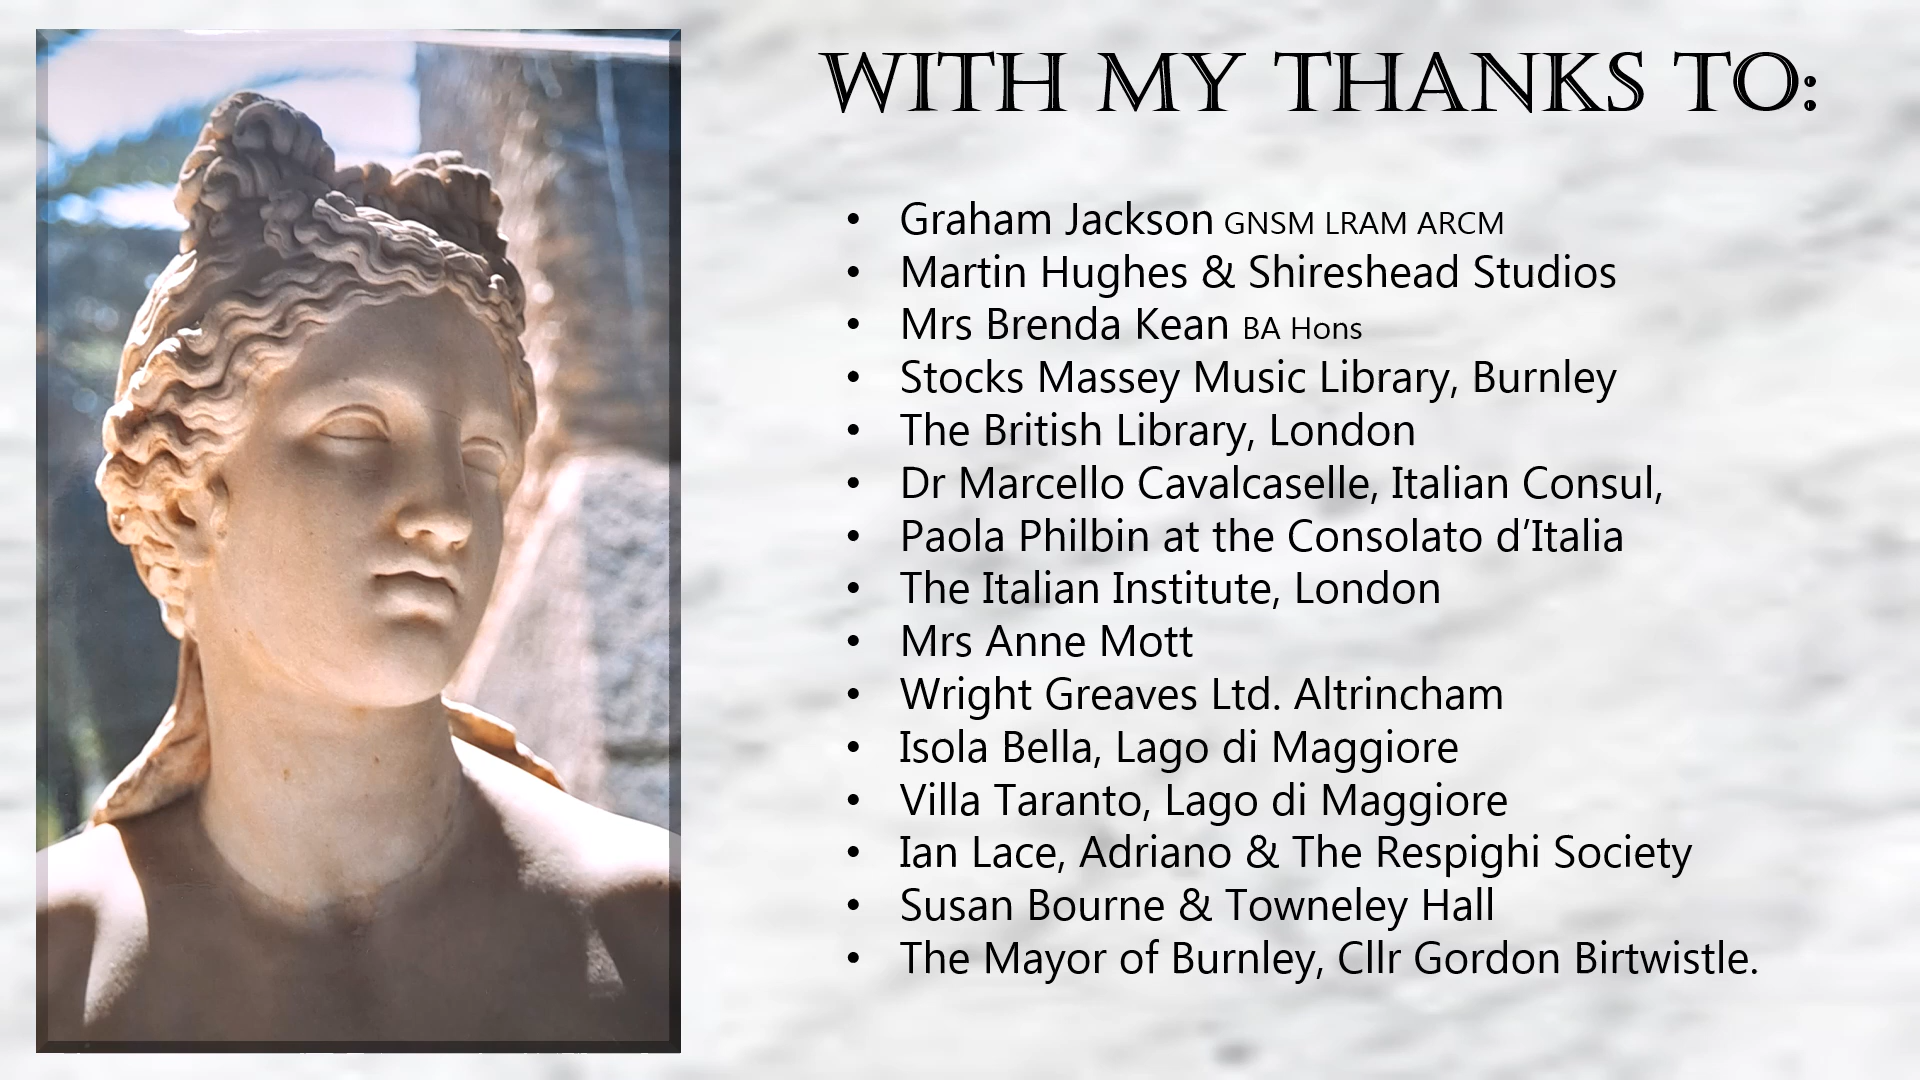 WITH MY THANKS TO:
• Graham Jackson GNSM LRAM ARCM
• Martin Hughes & Shireshead Studios
• Mrs Brenda Kean BA Hons
• Stocks Massey Music Library, Burnley
• The British Library, London
• Dr Marcello Cavalcaselle, Italian Consul,
• Paola Philbin at the Consolato d’Italia
• The Italian Institute, London
• Mrs Anne Mott
• Wright Greaves Ltd. Altrincham
• Isola Bella, Lago di Maggiore
• Villa Taranto, Lago di Maggiore
• Ian Lace, Adriano & The Respighi Society
• Susan Bourne & Towneley Hall
• The Mayor of Burnley, Cllr Gordon Birtwistle.